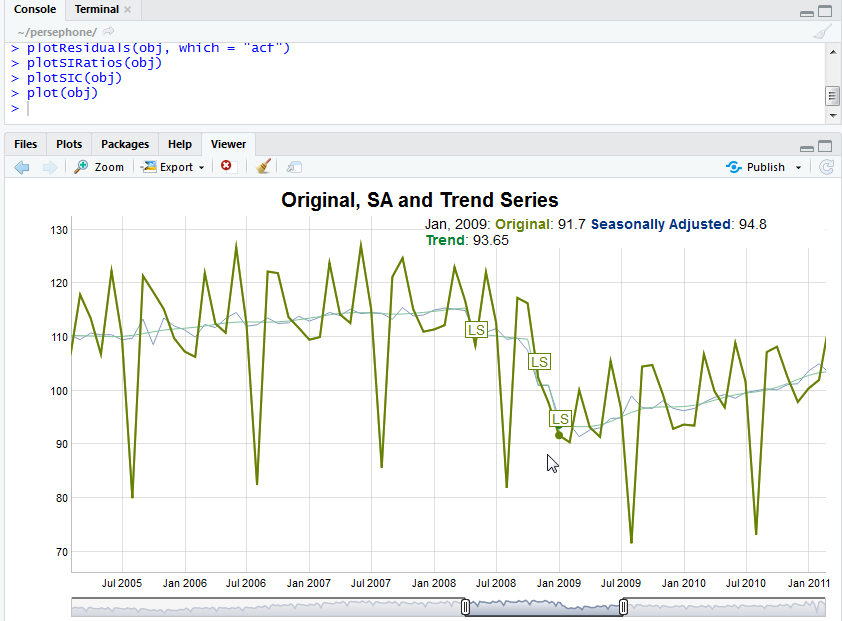 Console Terminal ×
~/persephone/
> plotResiduals(obj, which = "acf")
> plotSIRatios(obj)
> plotSIC(obj)
> plot(obj)
>
Files Plots Packages Help Viewer
Zoom Export Publish
Original, SA and Trend Series
Jan, 2009: Original: 91.7 Seasonally Adjusted: 94.8
Trend: 93.65
130
120
110
100
90
80
70
LS
LS
LS
Jul 2005 Jan 2006 Jul 2006 Jan 2007 Jul 2007 Jan 2008 Jul 2008 Jan 2009 Jul 2009 Jan 2010 Jul 2010 Jan 2011